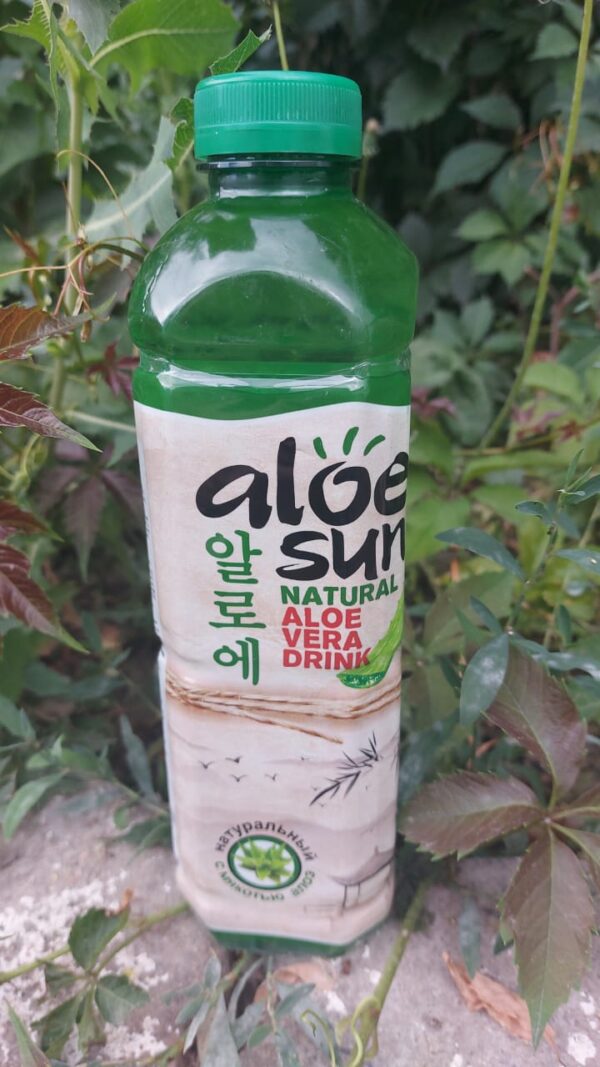 aloe
sun
알로에
NATURAL
ALOE
VERA
DRINK
натуральный
с мякотью алоэ